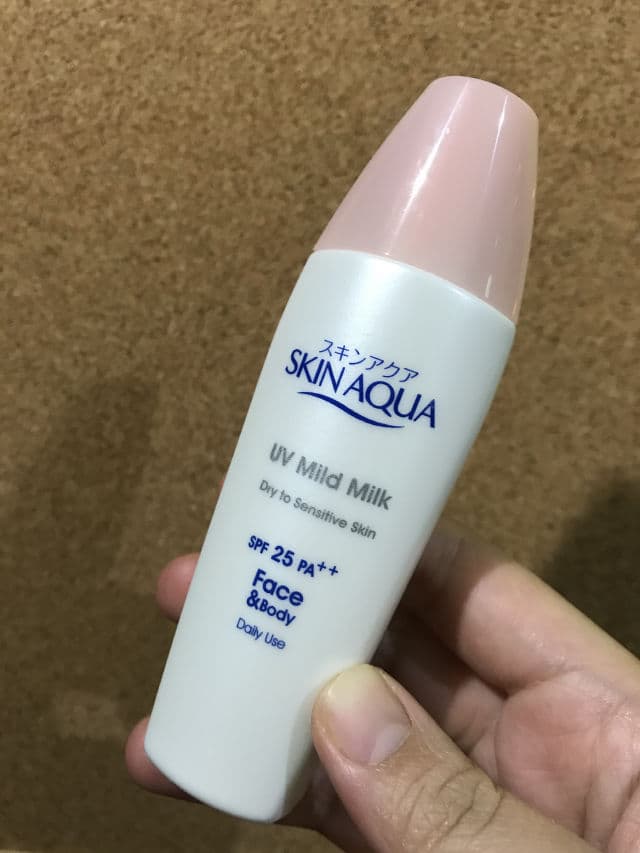 スキンアクア
SKIN AQUA
UV Mild Milk
Dry to Sensitive Skin
SPF 25 PA++
Face
&Body
Daily Use